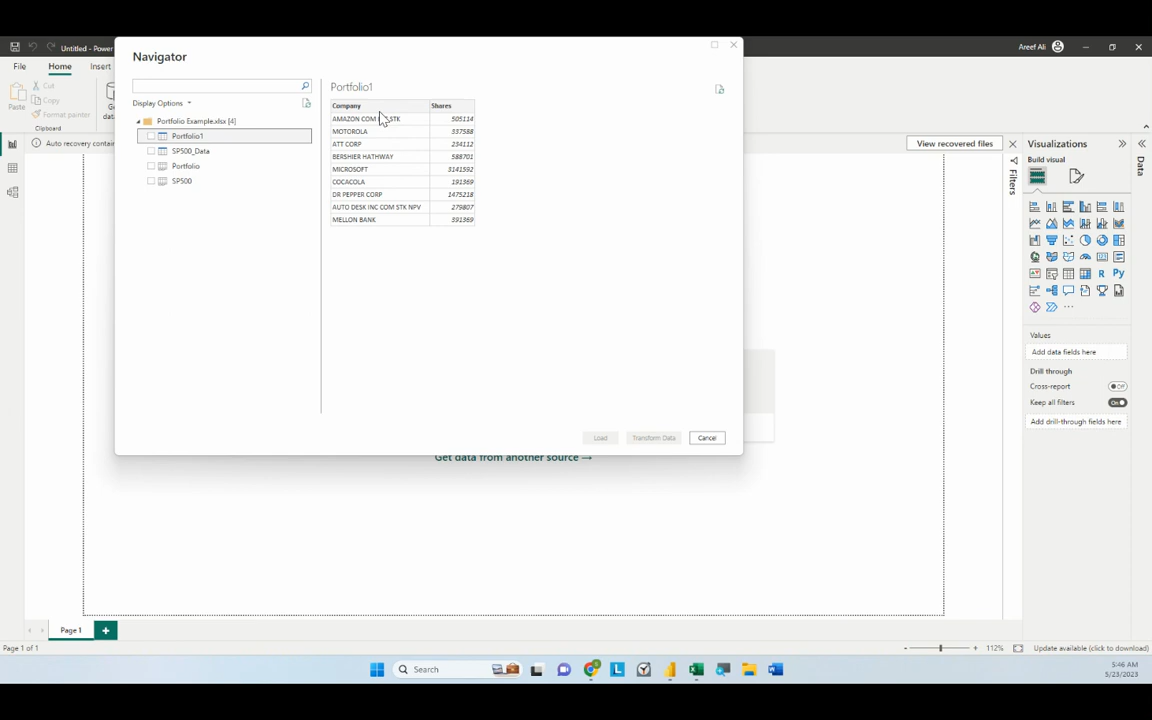 Untitled - Power
Areef Ali
File
Home
Insert
Paste
Cut
Copy
Format painter
Clipboard
Get
Navigator
Display Options
Portfolio Example.xlsx [4]
Portfolio1
SP500_Data
Portfolio
SP500
Portfolio1
Company Shares
AMAZON COM STK 505114
MOTOROLA 337588
ATT CORP 234112
BERSHIER HATHWAY 588701
MICROSOFT 3141592
COCACOLA 191369
DR PEPPER CORP 1475218
AUTO DESK INC COM STK NPV 279807
MELLON BANK 391369
Load
Transform Data
Cancel
Auto recovery contain
View recovered files
Get data from another source →
Filters
Visualizations
Build visual
R
Py
Values
Add data fields here
Drill through
Cross-report
Off
Keep all filters
On
Add drill-through fields here
Data
Page 1
Page 1 of 1
112%
Update available (click to download)
Search
5:46 AM
5/23/2023